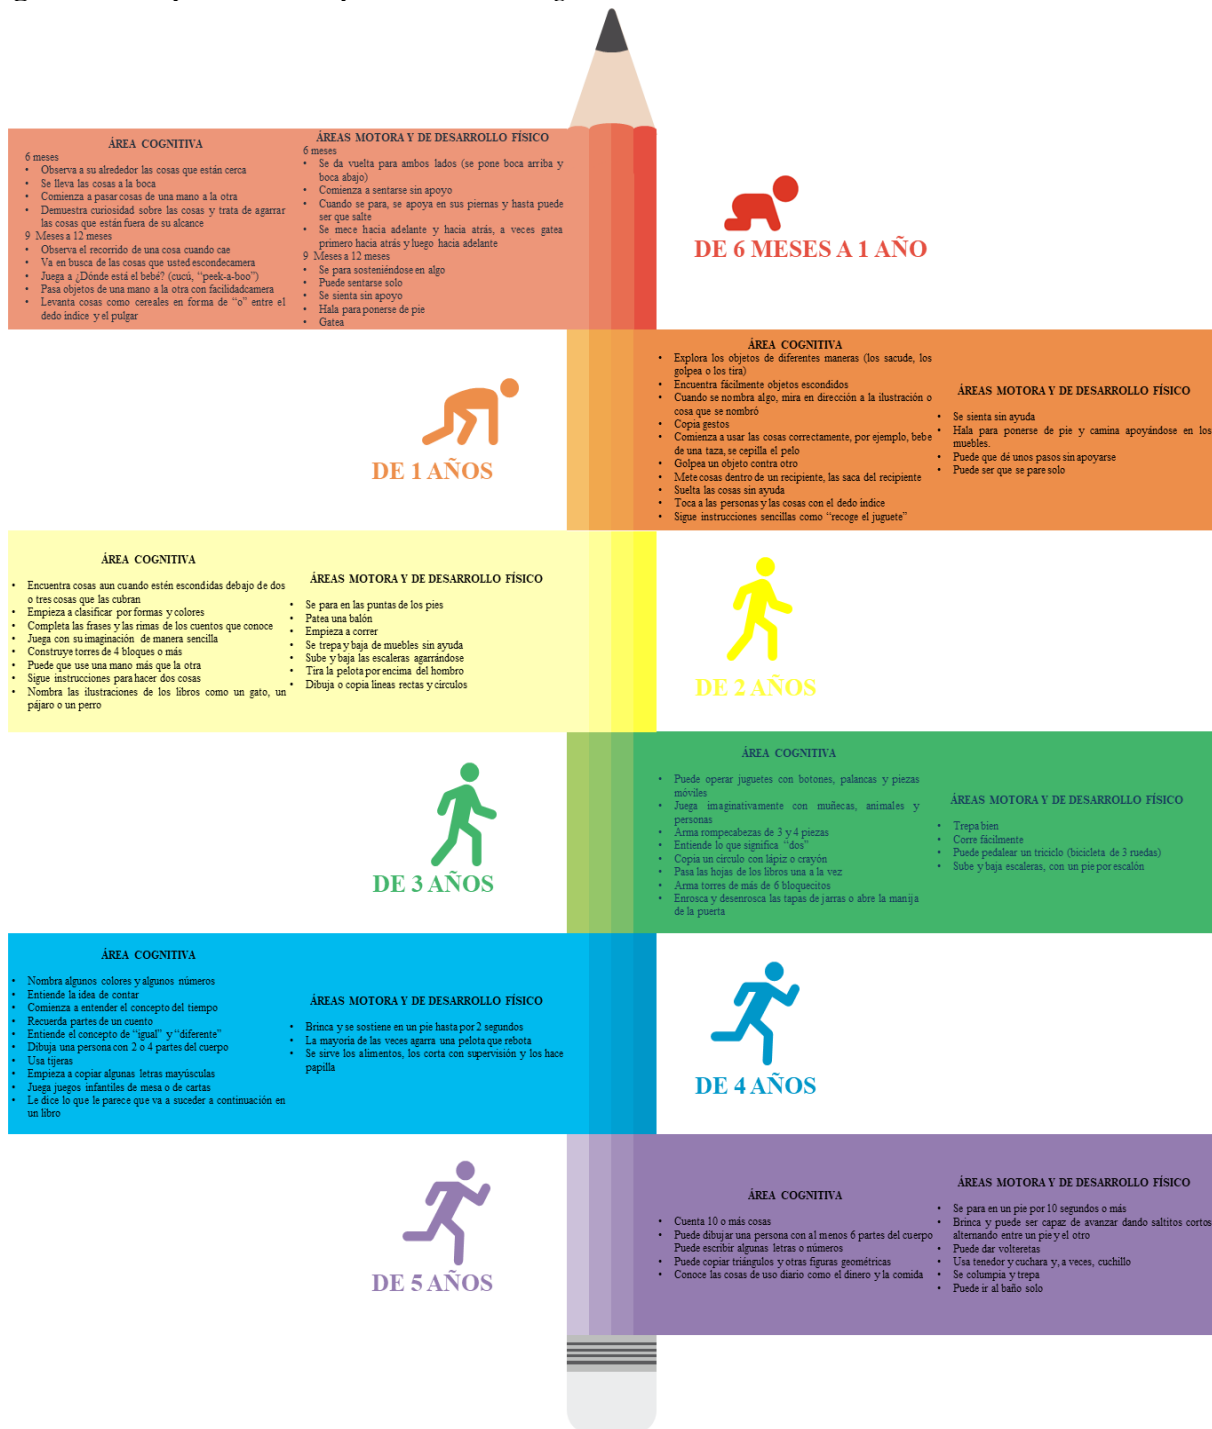 ÁREA COGNITIVA
6 meses
• Observa a su alrededor las cosas que están cerca
• Se lleva las cosas a la boca
• Comienza a pasar cosas de una mano a la otra
• Demuestra curiosidad sobre las cosas y trata de agarrar
las cosas que están fuera de su alcance
9 Meses a 12 meses
• Observa el recorrido de una cosa cuando cae
• Va en busca de las cosas que usted escondecamera
• Juega a ¿Dónde está el bebé? (cucú, “peek-a-boo”)
• Pasa objetos de una mano a la otra con facilidadcamera
• Levanta cosas como cereales en forma de “o” entre el
dedo índice y el pulgar
ÁREAS MOTORA Y DE DESARROLLO FÍSICO
6 meses
• Se da vuelta para ambos lados (se pone boca arriba y
boca abajo)
• Comienza a sentarse sin apoyo
• Cuando se para, se apoya en sus piernas y hasta puede
ser que salte
• Se mece hacia adelante y hacia atrás, a veces gatea
primero hacia atrás y luego hacia adelante
9 Meses a 12 meses
• Se para sosteniéndose en algo
• Puede sentarse solo
• Se sienta sin apoyo
• Hala para ponerse de pie
• Gatea
DE 6 MESES A 1 AÑO
DE 1 AÑOS
ÁREA COGNITIVA
• Explora los objetos de diferentes maneras (los sacude, los
golpea o los tira)
• Encuentra fácilmente objetos escondidos
• Cuando se nombra algo, mira en dirección a la ilustración o
cosa que se nombró
• Copia gestos
• Comienza a usar las cosas correctamente, por ejemplo, bebe
de una taza, se cepilla el pelo
• Golpea un objeto contra otro
• Mete cosas dentro de un recipiente, las saca del recipiente
• Suelta las cosas sin ayuda
• Toca a las personas y las cosas con el dedo índice
• Sigue instrucciones sencillas como “recoge el juguete”
ÁREAS MOTORA Y DE DESARROLLO FÍSICO
• Se sienta sin ayuda
• Hala para ponerse de pie y camina apoyándose en los
muebles.
• Puede que dé unos pasos sin apoyarse
• Puede ser que se pare solo
ÁREA COGNITIVA
• Encuentra cosas aun cuando estén escondidas debajo de dos
o tres cosas que las cubran
• Empieza a clasificar por formas y colores
• Completa las frases y las rimas de los cuentos que conoce
• Juega con su imaginación de manera sencilla
• Construye torres de 4 bloques o más
• Puede que use una mano más que la otra
• Sigue instrucciones para hacer dos cosas
• Nombra las ilustraciones de los libros como un gato, un
pájaro o un perro
ÁREAS MOTORA Y DE DESARROLLO FÍSICO
• Se para en las puntas de los pies
• Patea una balón
• Empieza a correr
• Se trepa y baja de muebles sin ayuda
• Sube y baja las escaleras agarrándose
• Tira la pelota por encima del hombro
• Dibuja o copia líneas rectas y círculos
DE 2 AÑOS
DE 3 AÑOS
ÁREA COGNITIVA
• Puede operar juguetes con botones, palancas y piezas
móviles
• Juega imaginativamente con muñecas, animales y
personas
• Arma rompecabezas de 3 y 4 piezas
• Entiende lo que significa “dos”
• Copia un círculo con lápiz o crayón
• Pasa las hojas de los libros una a la vez
• Arma torres de más de 6 bloquecitos
• Enrosca y desenrosca las tapas de jarras o abre la manija
de la puerta
ÁREAS MOTORA Y DE DESARROLLO FÍSICO
• Trepa bien
• Corre fácilmente
• Puede pedalear un triciclo (bicicleta de 3 ruedas)
• Sube y baja escaleras, con un pie por escalón
ÁREA COGNITIVA
• Nombra algunos colores y algunos números
• Entiende la idea de contar
• Comienza a entender el concepto del tiempo
• Recuerda partes de un cuento
• Entiende el concepto de “igual” y “diferente”
• Dibuja una persona con 2 o 4 partes del cuerpo
• Usa tijeras
• Empieza a copiar algunas letras mayúsculas
• Juega juegos infantiles de mesa o de cartas
• Le dice lo que le parece que va a suceder a continuación en
un libro
ÁREAS MOTORA Y DE DESARROLLO FÍSICO
• Brinca y se sostiene en un pie hasta por 2 segundos
• La mayoría de las veces agarra una pelota que rebota
• Se sirve los alimentos, los corta con supervisión y los hace
papilla
DE 4 AÑOS
DE 5 AÑOS
ÁREA COGNITIVA
• Cuenta 10 o más cosas
• Puede dibujar una persona con al menos 6 partes del cuerpo
Puede escribir algunas letras o números
• Puede copiar triángulos y otras figuras geométricas
• Conoce las cosas de uso diario como el dinero y la comida
ÁREAS MOTORA Y DE DESARROLLO FÍSICO
• Se para en un pie por 10 segundos o más
• Brinca y puede ser capaz de avanzar dando saltitos cortos
alternando entre un pie y el otro
• Puede dar volteretas
• Usa tenedor y cuchara y, a veces, cuchillo
• Se columpia y trepa
• Puede ir al baño solo